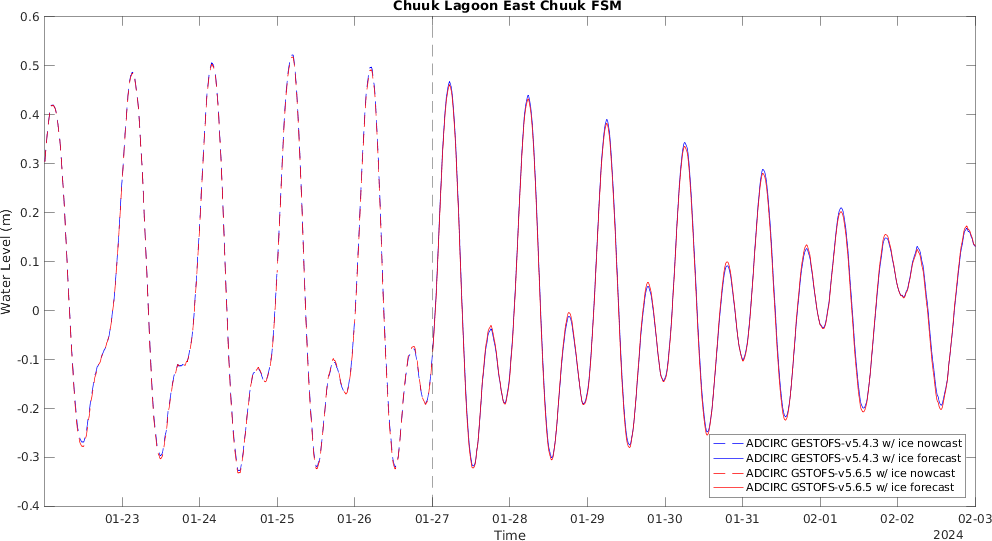 Chuuk Lagoon East Chuuk FSM
0.6
0.5
0.4
0.3
0.2
0.1
0
-0.1
-0.2
-0.3
-0.4
Water Level (m)
ADCIRC GESTOFS-v5.4.3 w/ ice nowcast
ADCIRC GESTOFS-v5.4.3 w/ ice forecast
ADCIRC GSTOFS-v5.6.5 w/ ice nowcast
ADCIRC GSTOFS-v5.6.5 w/ ice forecast
01-23 01-24 01-25 01-26 01-27 01-28 01-29 01-30 01-31 02-01 02-02 02-03
Time
2024